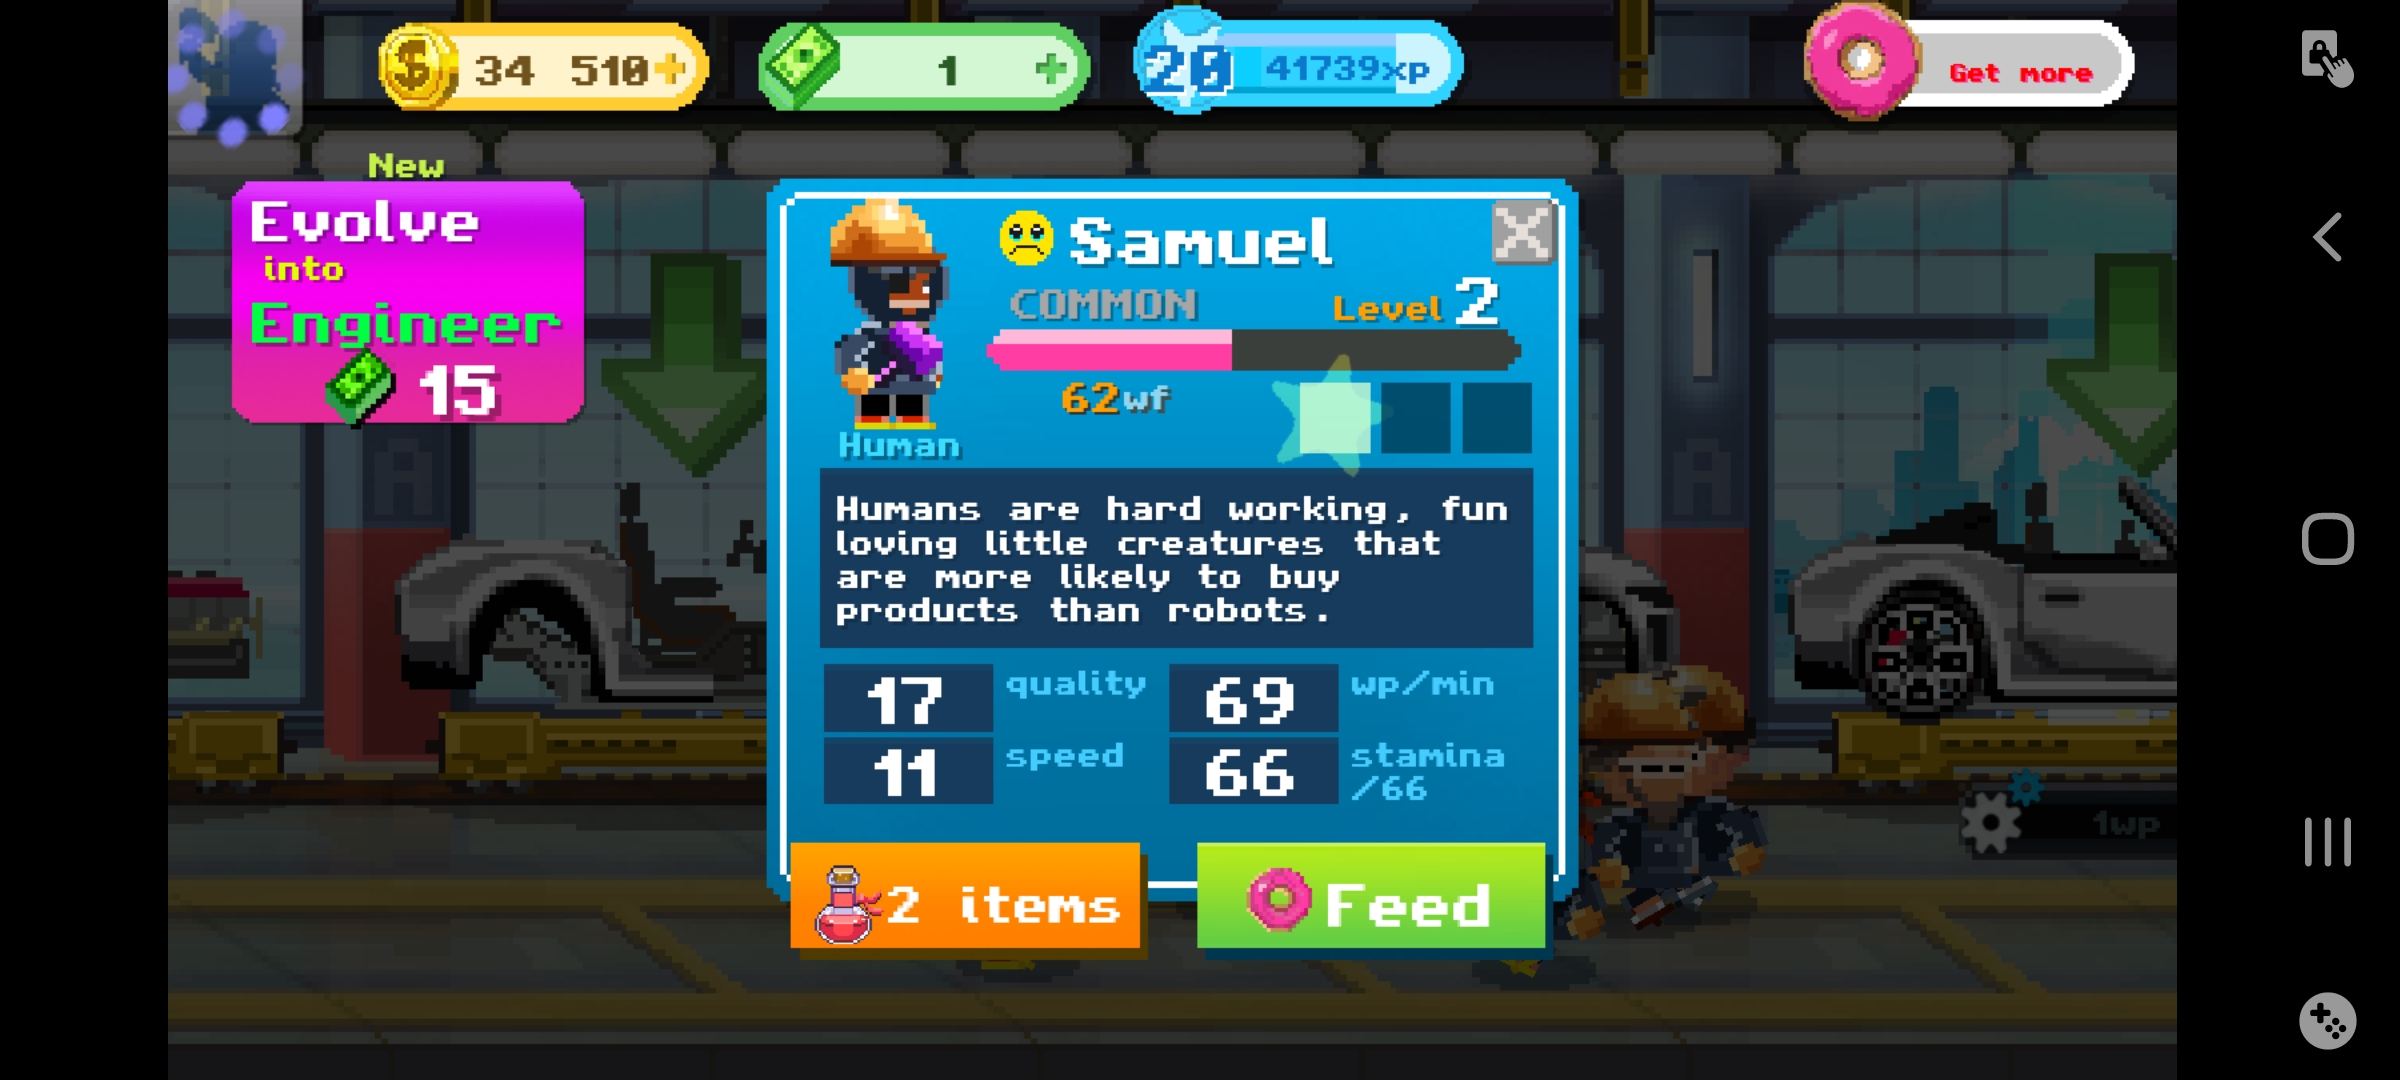 34 510
1
20
41739xp
Get more
New
Evolve
into
Engineer
15
Samuel
COMMON
Level 2
62wf
Human
Humans are hard working, fun
loving little creatures that
are more likely to buy
products than robots.
17 quality
69 wp/min
11 speed
66 stamina
/66
2 items
Feed
A
A
1wp